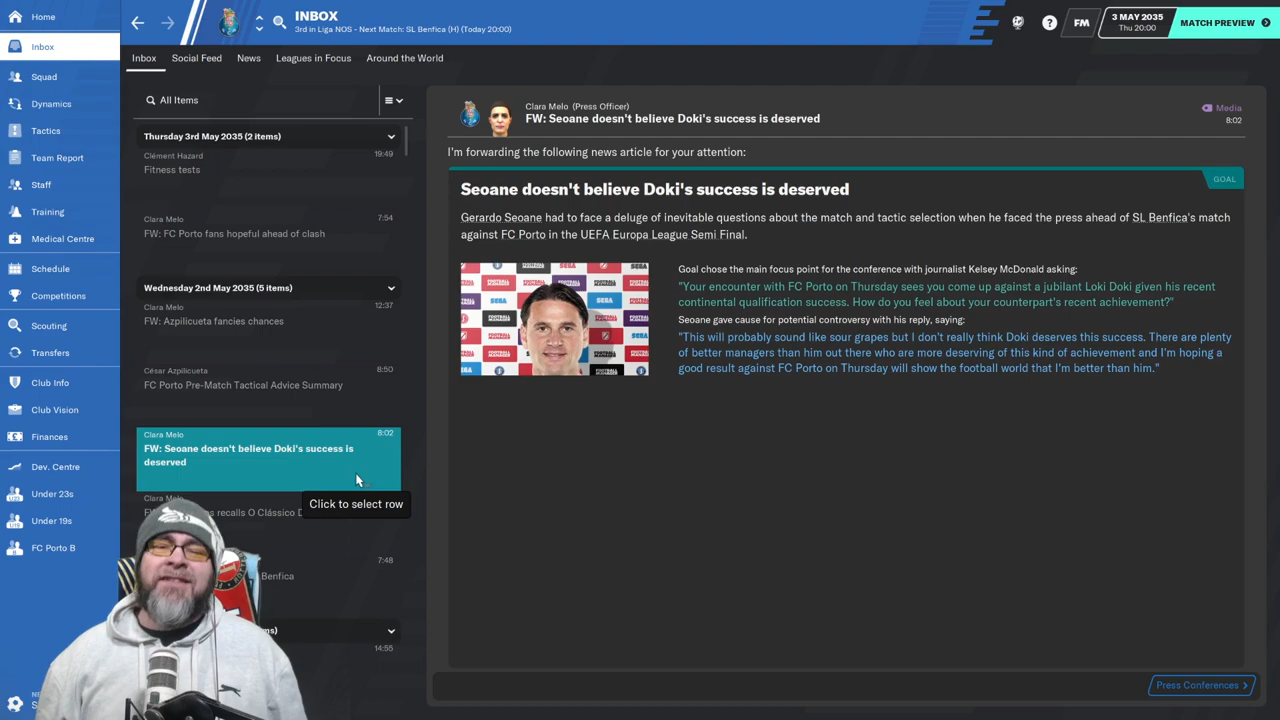 Home
Inbox
Squad
Dynamics
Tactics
Team Report
Staff
Training
Medical Centre
Schedule
Competitions
Scouting
Transfers
Club Info
Club Vision
Finances
Dev. Centre
Under 23s
Under 19s
FC Porto B
INBOX
3rd in Liga NOS - Next Match: SL Benfica (H) (Today 20:00)
FM
3 MAY 2035
Thu 20:00
MATCH PREVIEW
Inbox
Social Feed
News
Leagues in Focus
Around the World
All Items
Thursday 3rd May 2035 (2 items)
Clément Hazard
19:49
Fitness tests
Clara Melo
7:54
FW: FC Porto fans hopeful ahead of clash
Wednesday 2nd May 2035 (5 items)
Clara Melo
12:37
FW: Azpilicueta fancies chances
César Azpilicueta
8:50
FC Porto Pre-Match Tactical Advice Summary
Clara Melo
8:02
FW: Seoane doesn't believe Doki's success is
deserved
Click to select row
Clara Melo
recalls O Clássico
7:48
Benfica
14:55
Clara Melo (Press Officer)
FW: Seoane doesn't believe Doki's success is deserved
Media
8:02
I'm forwarding the following news article for your attention:
GOAL
Seoane doesn't believe Doki's success is deserved
Gerardo Seoane had to face a deluge of inevitable questions about the match and tactic selection when he faced the press ahead of SL Benfica's match
against FC Porto in the UEFA Europa League Semi Final.
Goal chose the main focus point for the conference with journalist Kelsey McDonald asking:
"Your encounter with FC Porto on Thursday sees you come up against a jubilant Loki Doki given his recent
continental qualification success. How do you feel about your counterpart's recent achievement?"
Seoane gave cause for potential controversy with his reply, saying:
"This will probably sound like sour grapes but I don't really think Doki deserves this success. There are plenty
of better managers than him out there who are more deserving of this kind of achievement and I'm hoping a
good result against FC Porto on Thursday will show the football world that I'm better than him."
Press Conferences